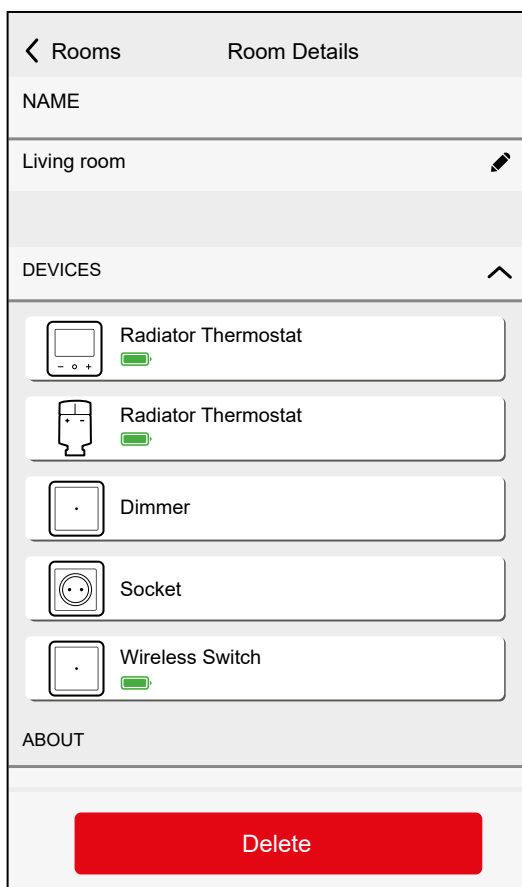 Rooms Room Details
NAME
Living room
DEVICES
Radiator Thermostat
Radiator Thermostat
Dimmer
Socket
Wireless Switch
ABOUT
Delete